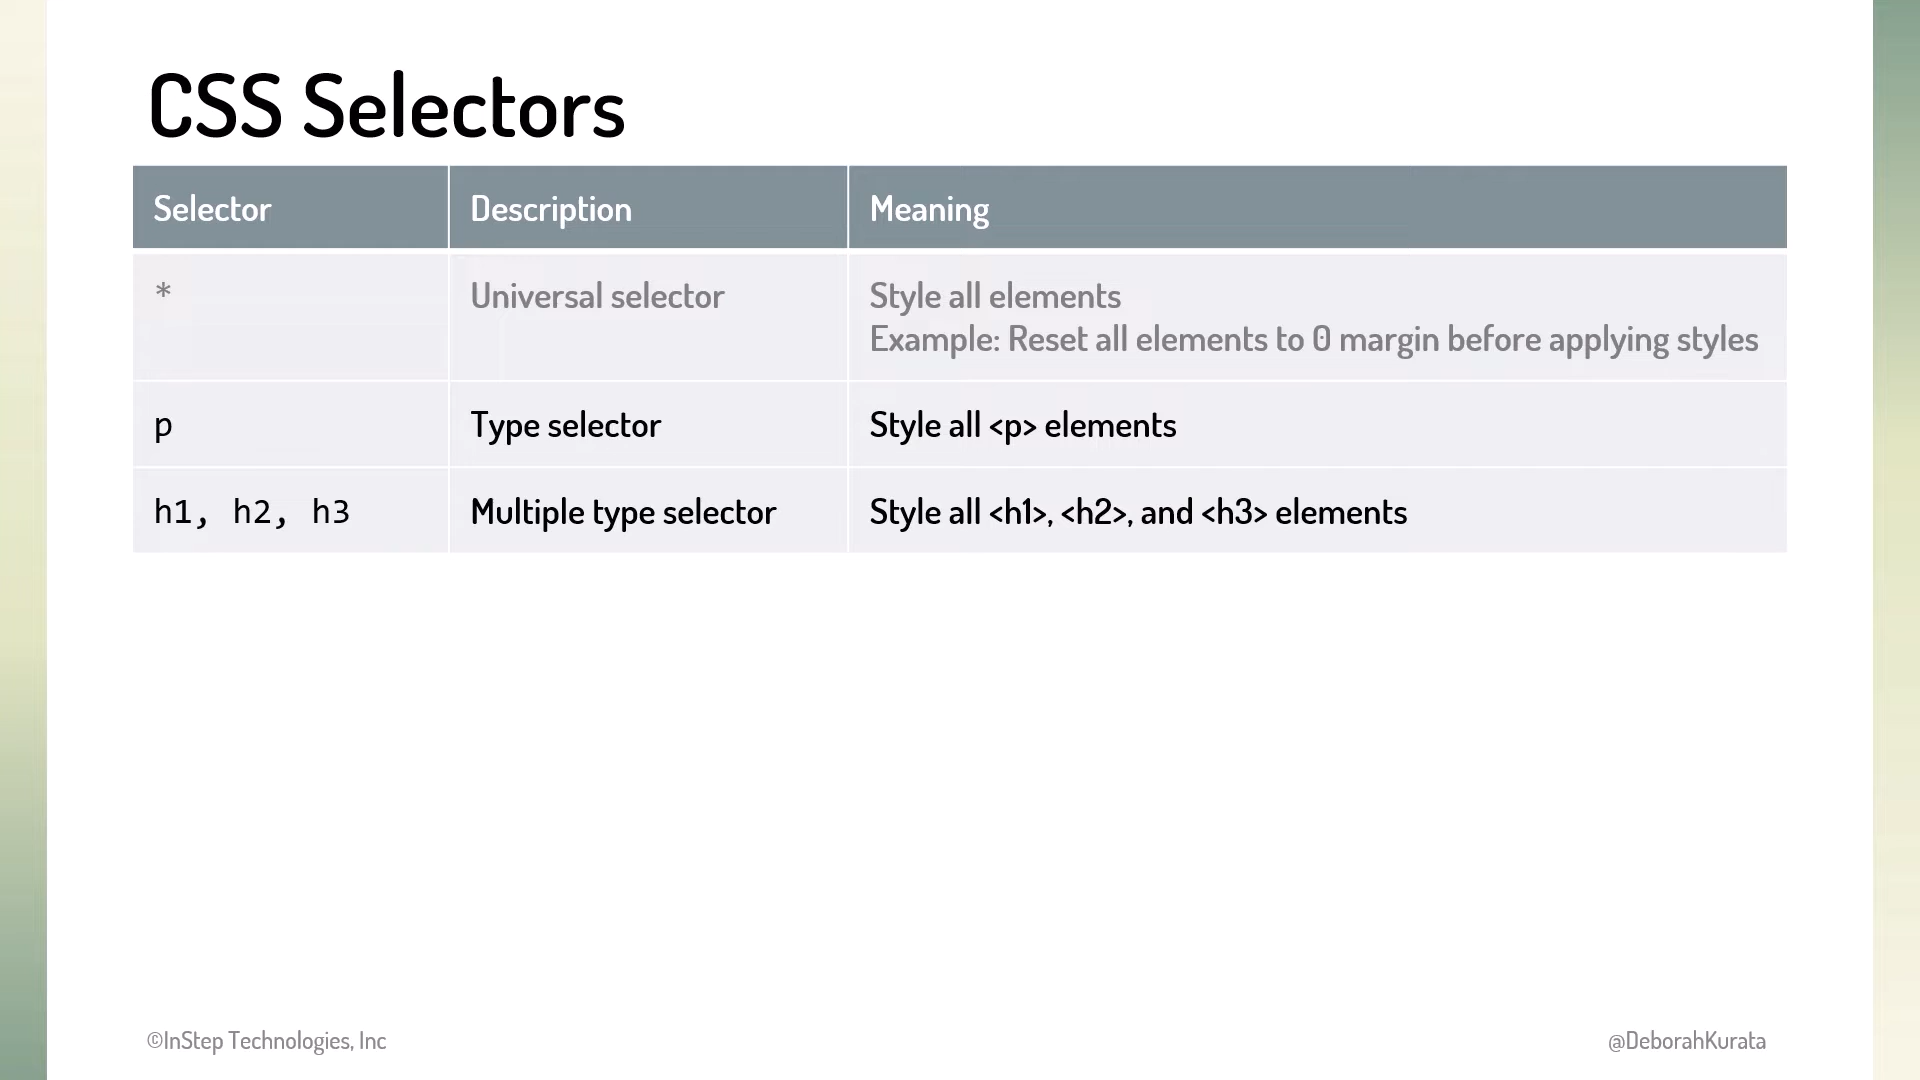 CSS Selectors
Selector Description Meaning
* Universal selector Style all elements
Example: Reset all elements to 0 margin before applying styles
p Type selector Style all <p> elements
h1, h2, h3 Multiple type selector Style all <h1>, <h2>, and <h3> elements
©InStep Technologies, Inc @DeborahKurata